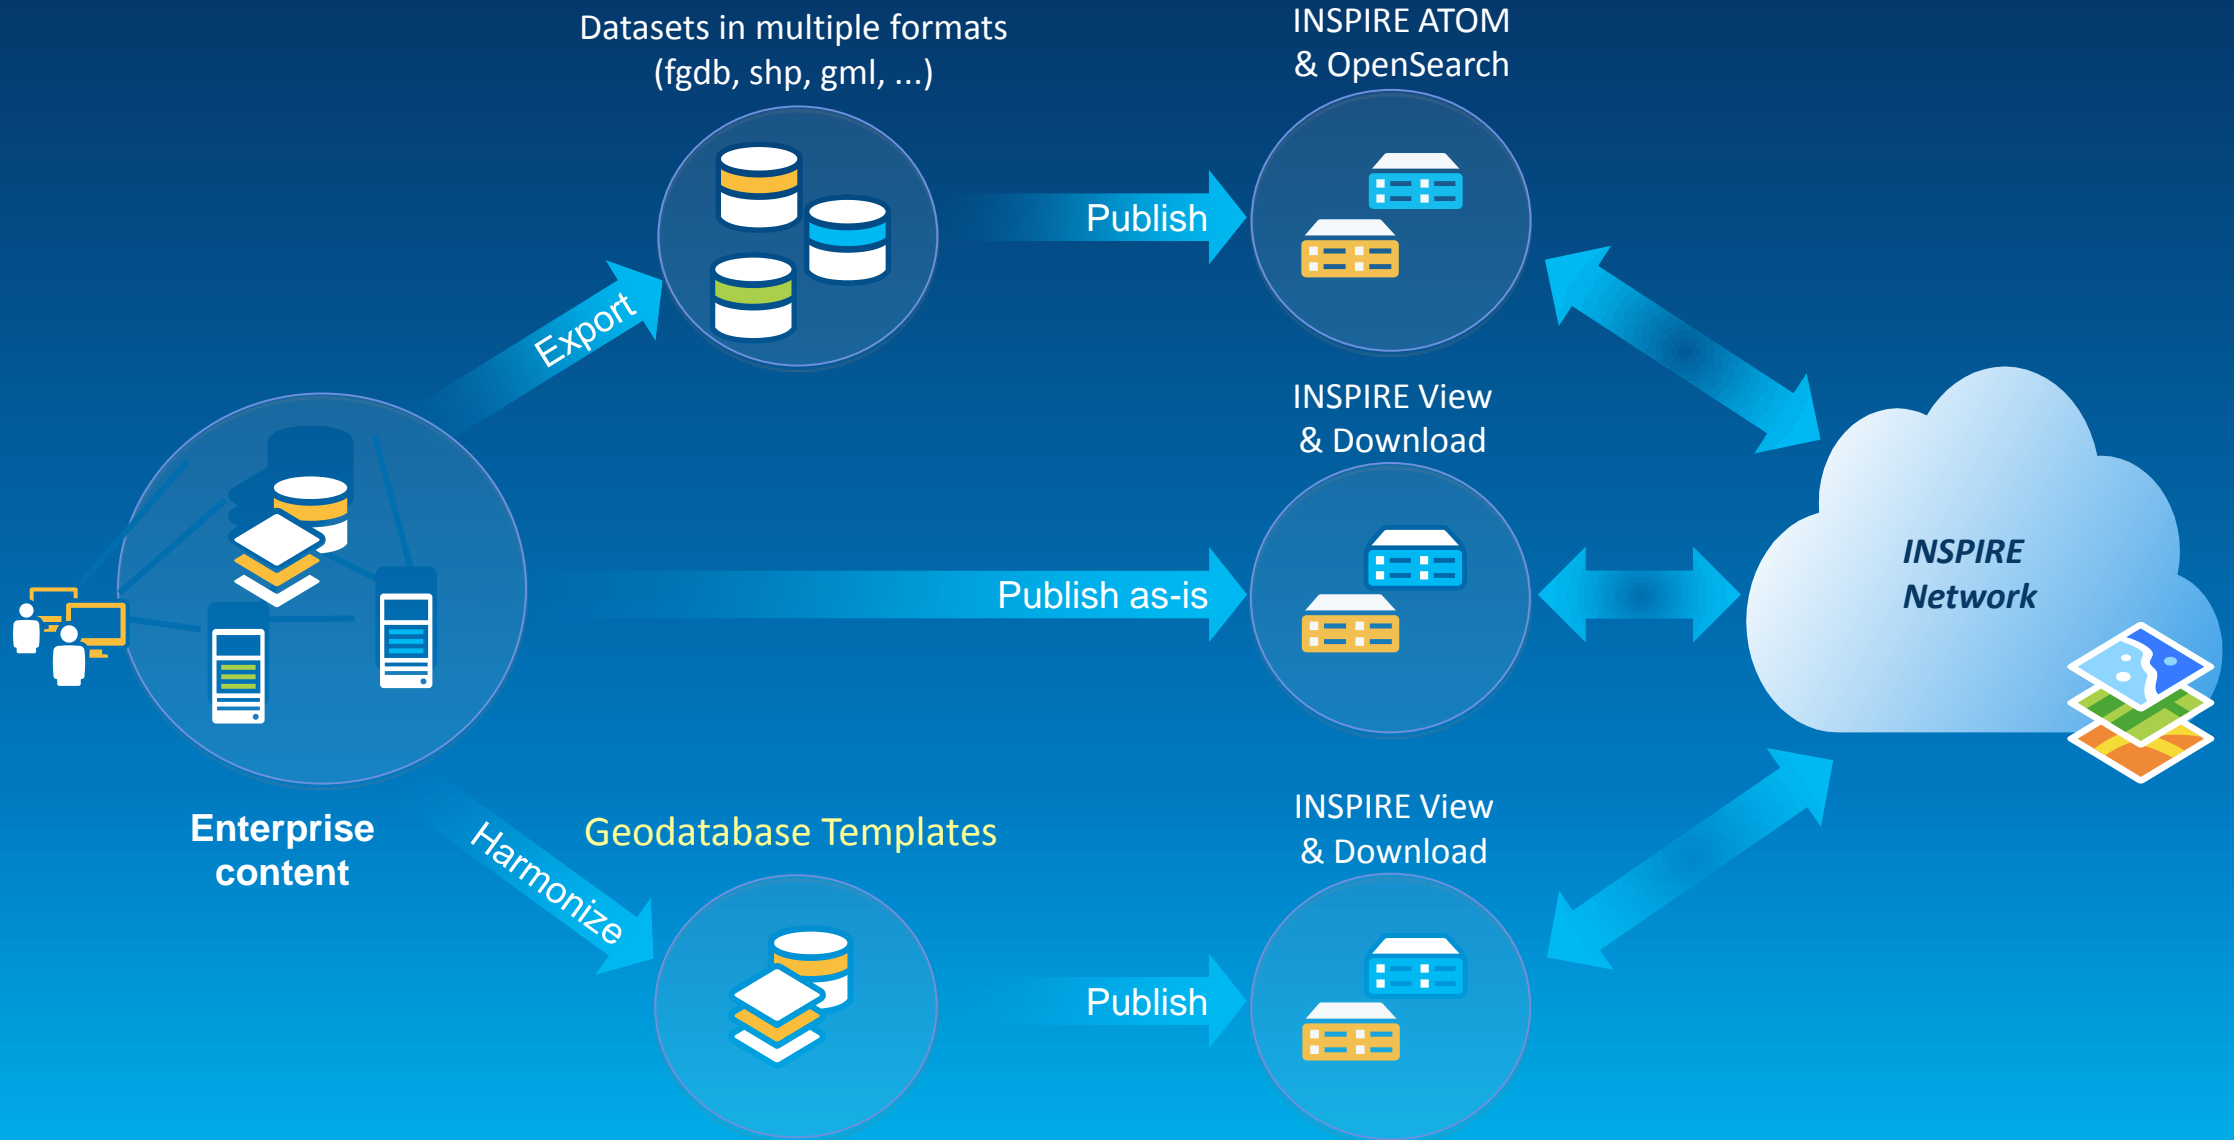 Datasets in multiple formats
(fgdb, shp, gml, ...)
INSPIRE ATOM
& OpenSearch
Publish
Export
INSPIRE View
& Download
Publish as-is
INSPIRE
Network
Enterprise
content
Harmonize
Geodatabase Templates
INSPIRE View
& Download
Publish